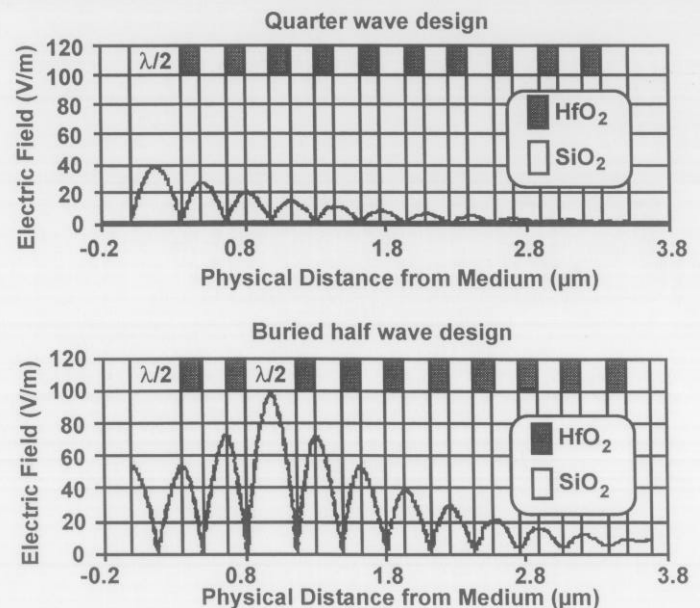 Quarter wave design
Electric Field (V/m)
120
100
80
60
40
20
0
λ/2
HfO₂
SiO₂
-0.2
0.8
1.8
2.8
3.8
Physical Distance from Medium (μm)
Buried half wave design
Electric Field (V/m)
120
100
80
60
40
20
0
λ/2
λ/2
HfO₂
SiO₂
-0.2
0.8
1.8
2.8
3.8
Physical Distance from Medium (μm)